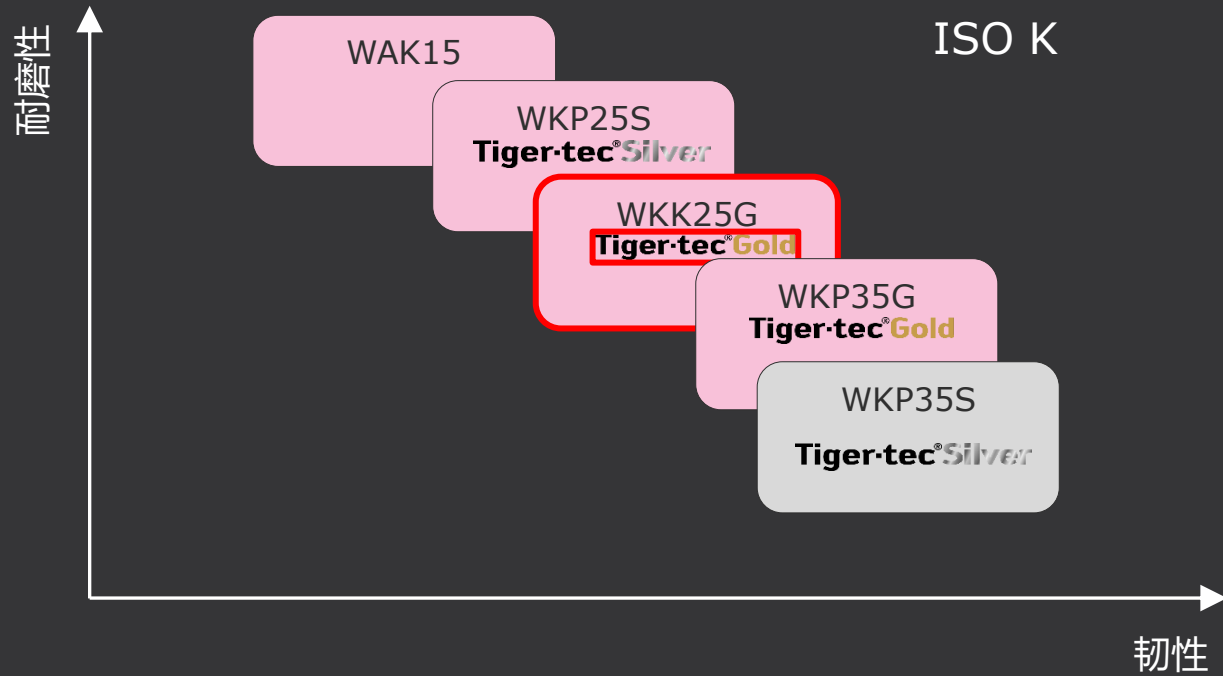 耐磨性
ISO K
WAK15
WKP25S
Tiger·tec®Silver
WKK25G
Tiger·tec®Gold
WKP35G
Tiger·tec®Gold
WKP35S
Tiger·tec®Silver
韧性